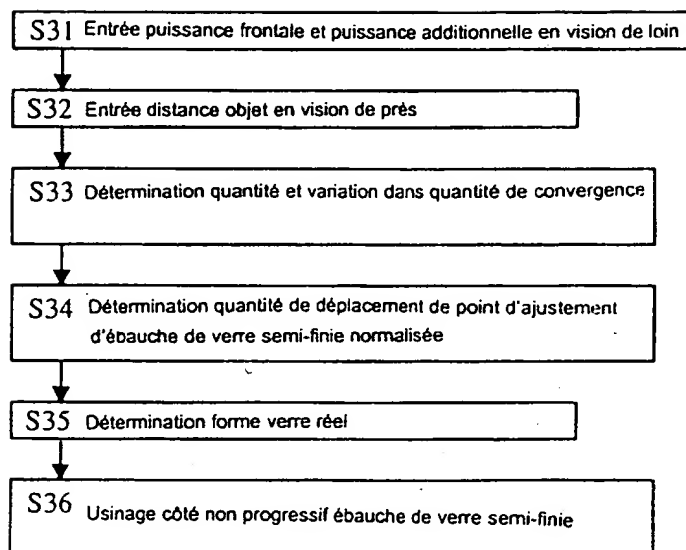 S31 Entrée puissance frontale et puissance additionnelle en vision de loin
S32 Entrée distance objet en vision de près
S33 Détermination quantité et variation dans quantité de convergence
S34 Détermination quantité de déplacement de point d'ajustement
d'ébauche de verre semi-finie normalisée
S35 Détermination forme verre réel
S36 Usinage côté non progressif ébauche de verre semi-finie